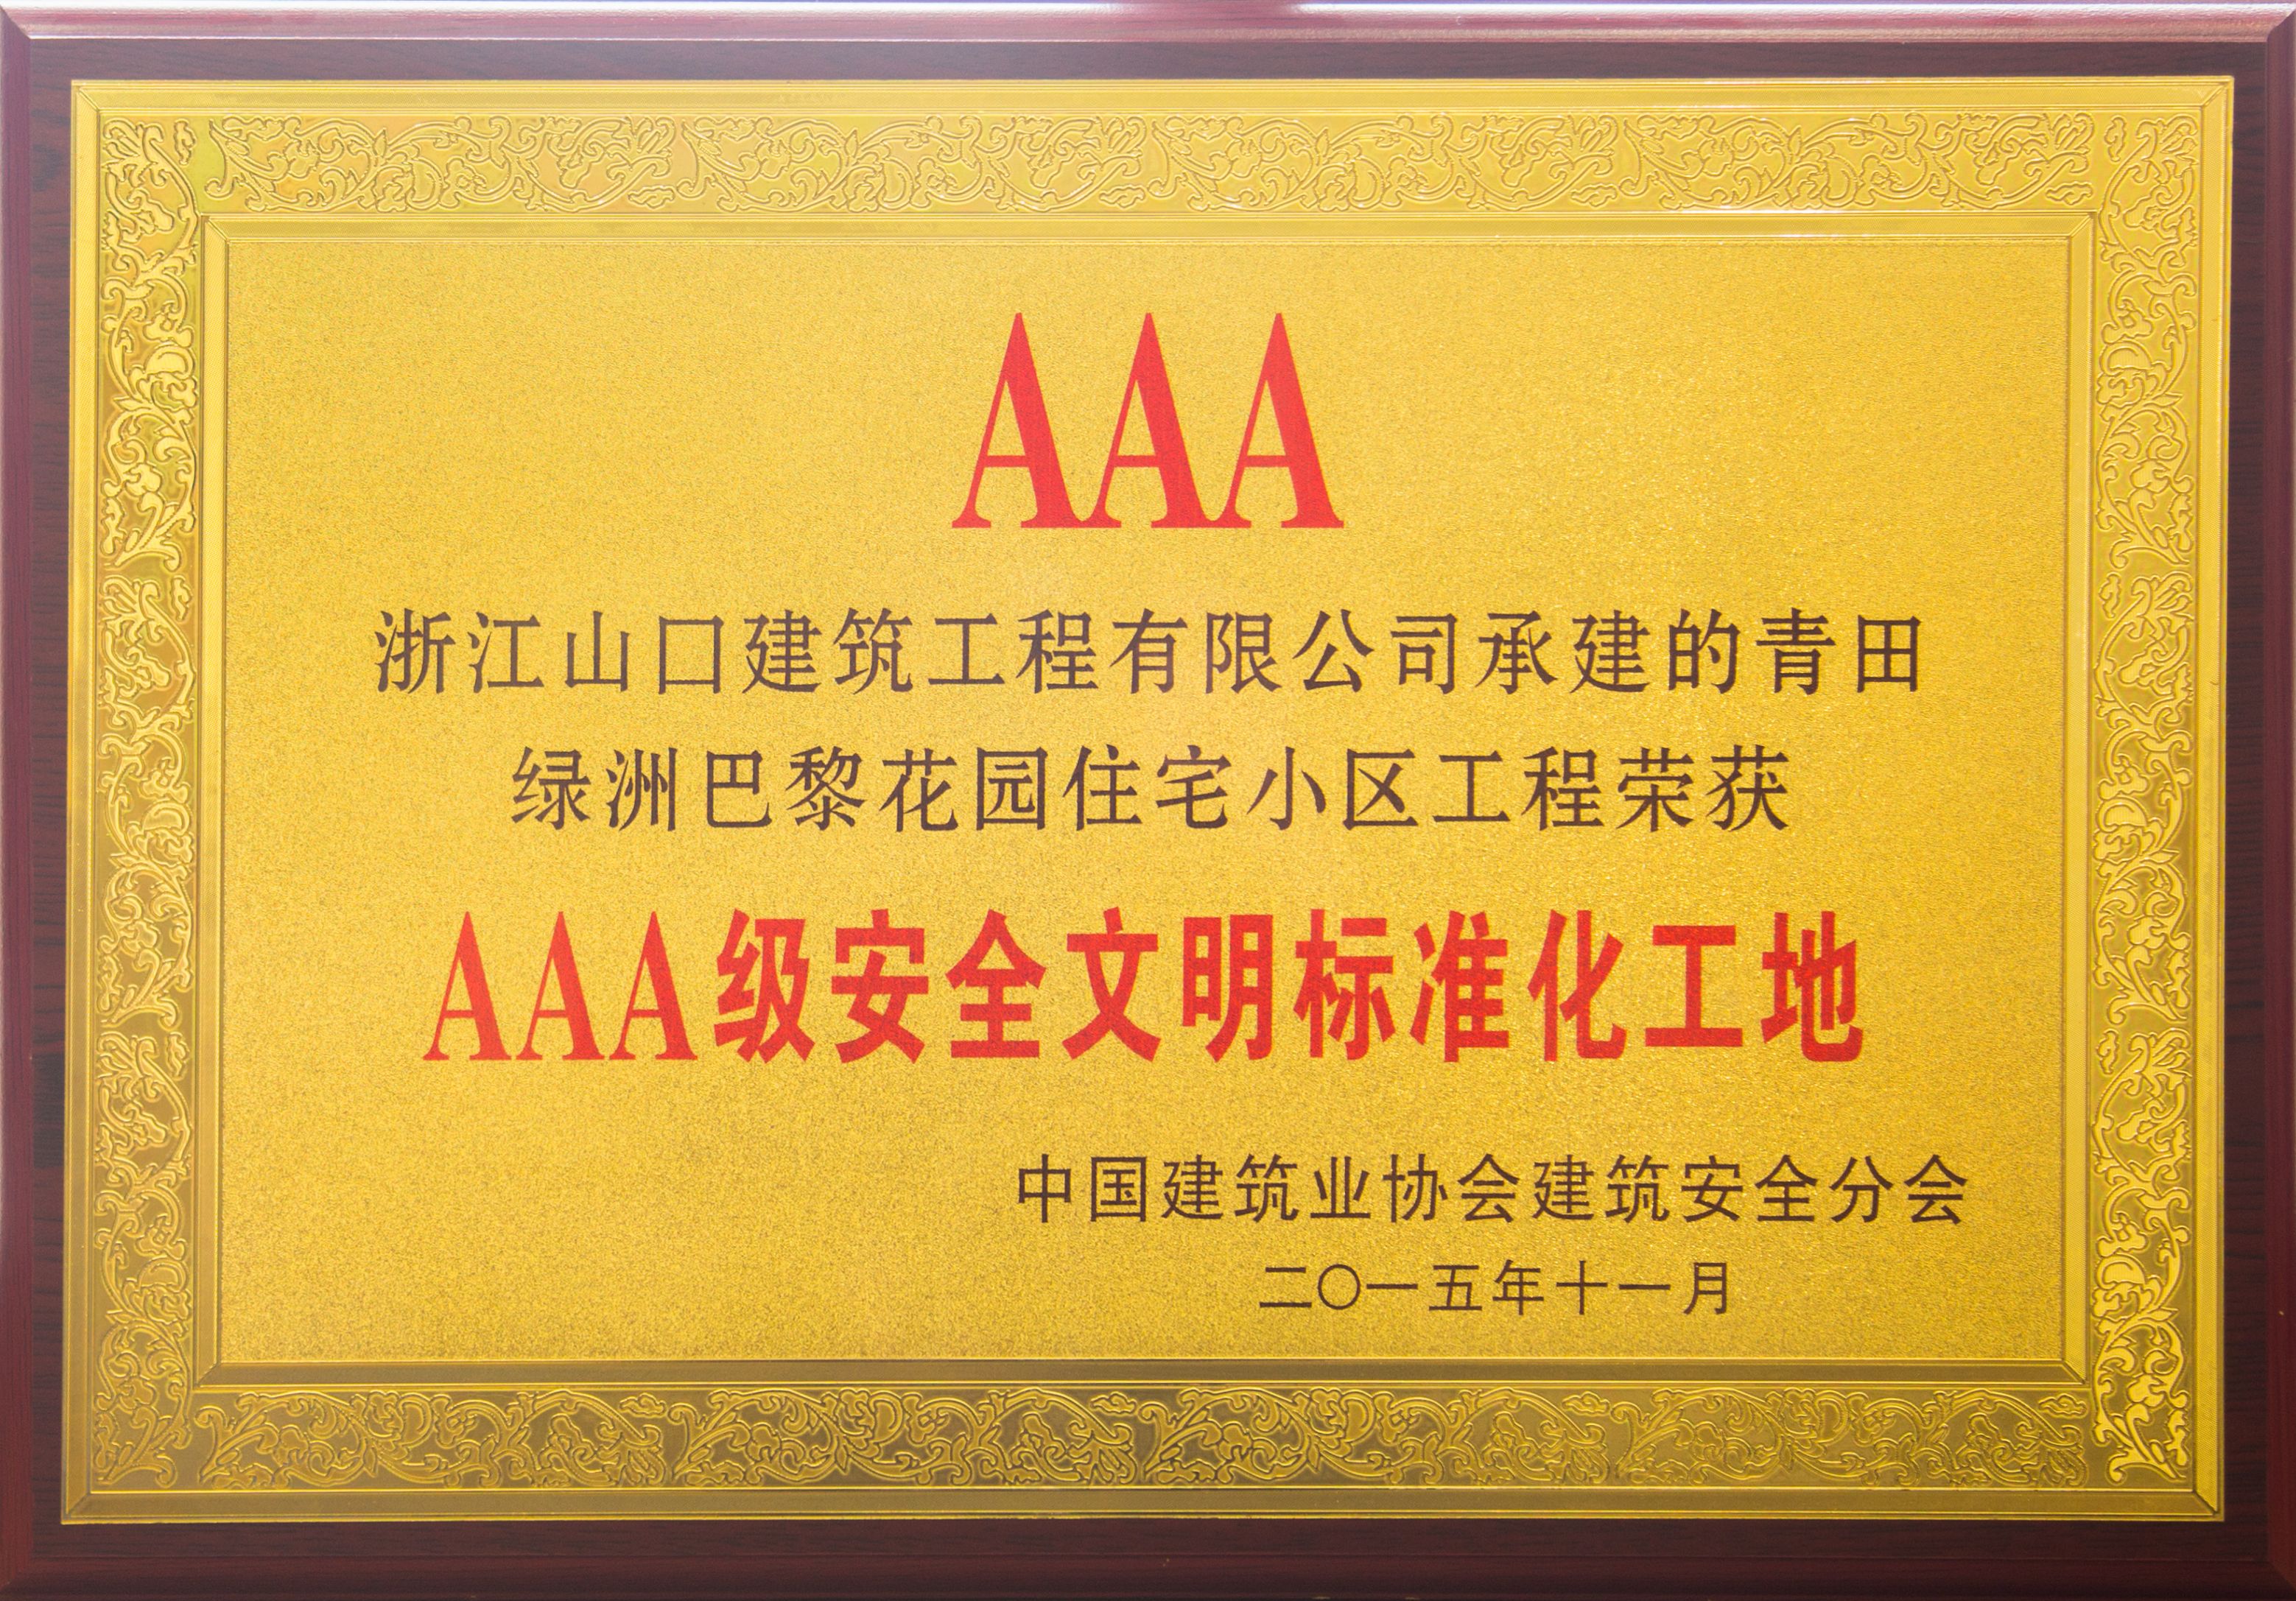 AAA
浙江山口建筑工程有限公司承建的青田
绿洲巴黎花园住宅小区工程荣获
AAA级安全文明标准化工地
中国建筑业协会建筑安全分会
二〇一五年十一月